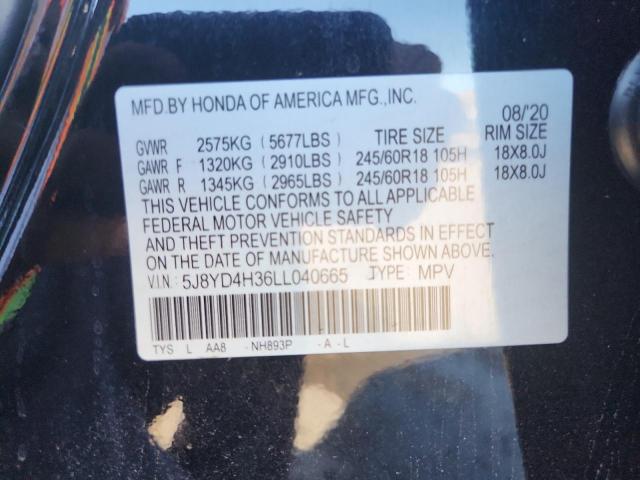 MFD.BY HONDA OF AMERICA MFG.,INC.
08/'20
GVWR 2575KG (5677LBS) TIRE SIZE RIM SIZE
GAWR F 1320KG (2910LBS) 245/60R18 105H 18X8.0J
GAWR R 1345KG (2965LBS) 245/60R18 105H 18X8.0J
THIS VEHICLE CONFORMS TO ALL APPLICABLE
FEDERAL MOTOR VEHICLE SAFETY
AND THEFT PREVENTION STANDARDS IN EFFECT
ON THE DATE OF MANUFACTURE SHOWN ABOVE.
V.I.N: 5J8YD4H36LL040665 TYPE: MPV
TYS L AA8 -NH893P -A -L